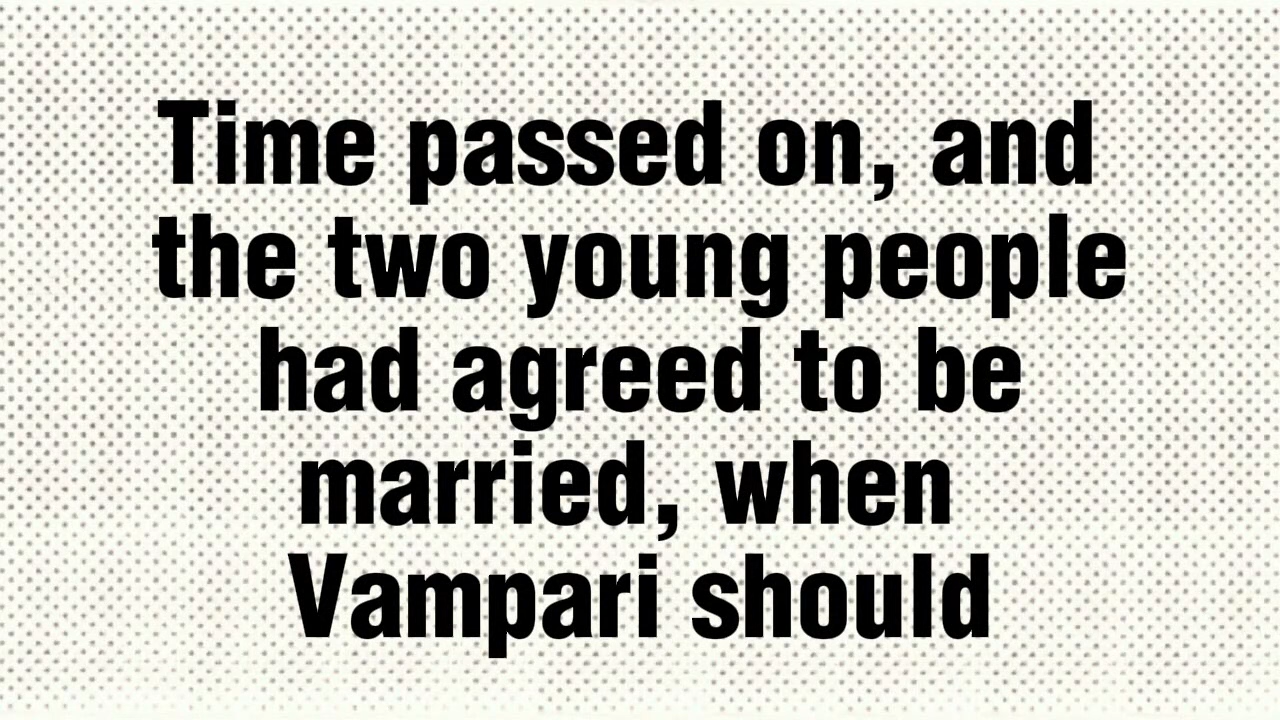 Time passed on, and
the two young people
had agreed to be
married, when
Vampari should